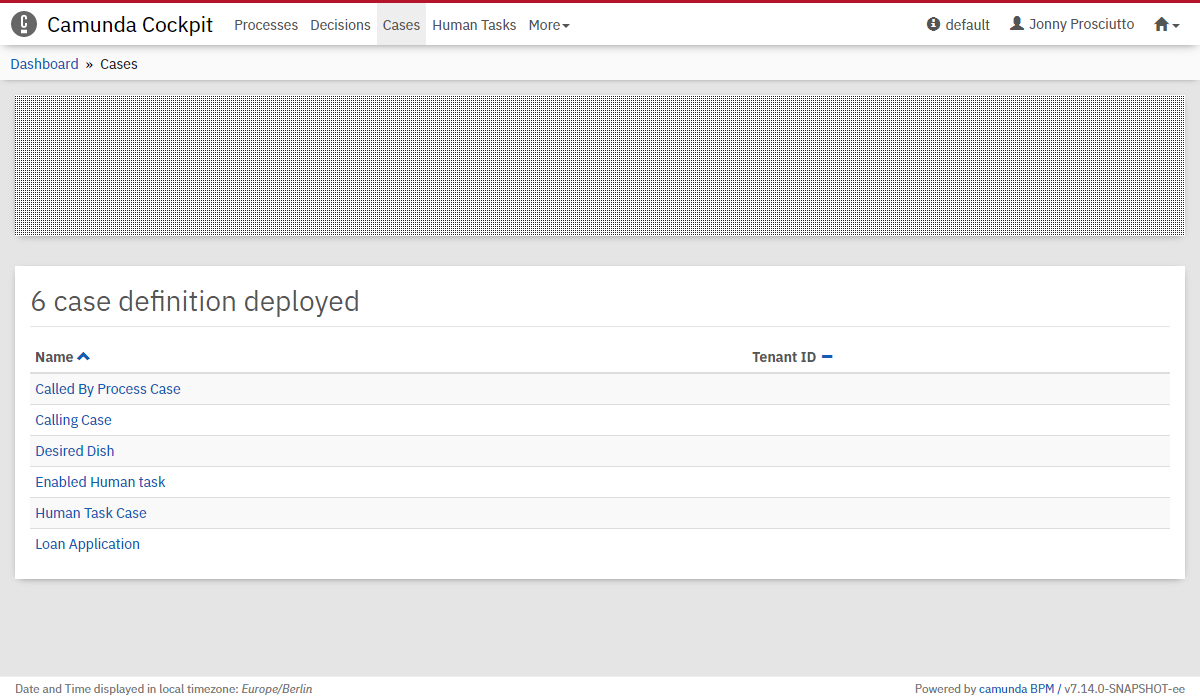 Camunda Cockpit Processes Decisions Cases Human Tasks More default Jonny Prosciutto
Dashboard » Cases
6 case definition deployed
Name Tenant ID
Called By Process Case
Calling Case
Desired Dish
Enabled Human task
Human Task Case
Loan Application
Date and Time displayed in local timezone: Europe/Berlin Powered by camunda BPM / v7.14.0-SNAPSHOT-ee